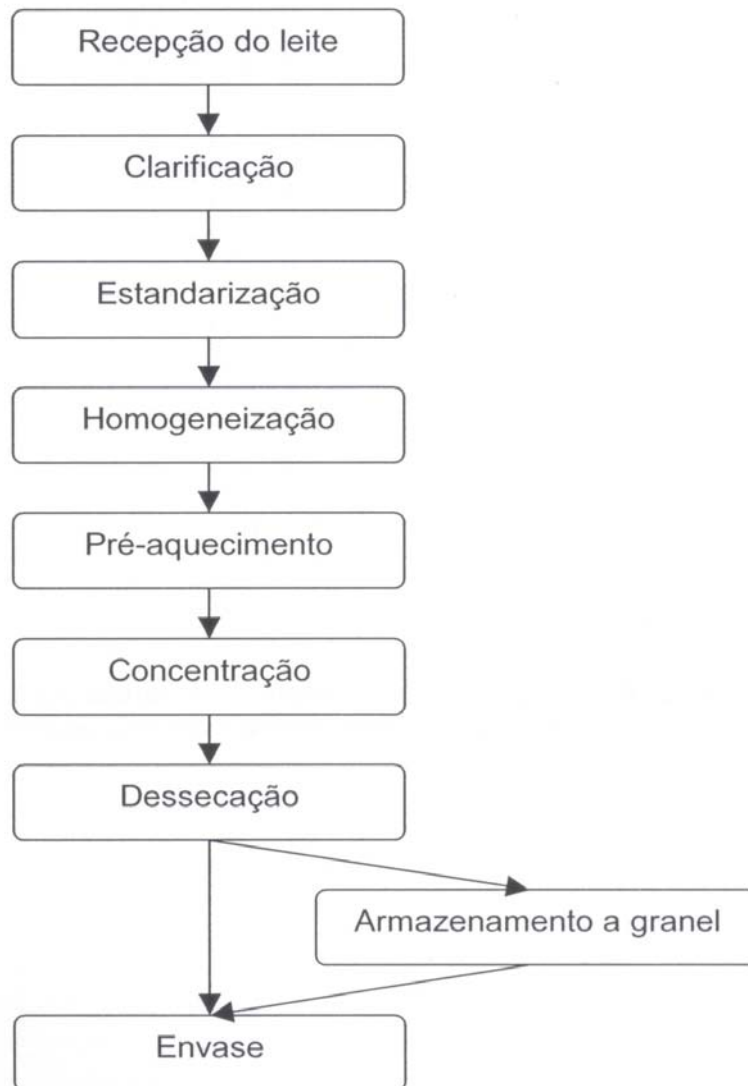 Recepção do leite
Clarificação
Estandarização
Homogeneização
Pré-aquecimento
Concentração
Dessecação
Armazenamento a granel
Envase